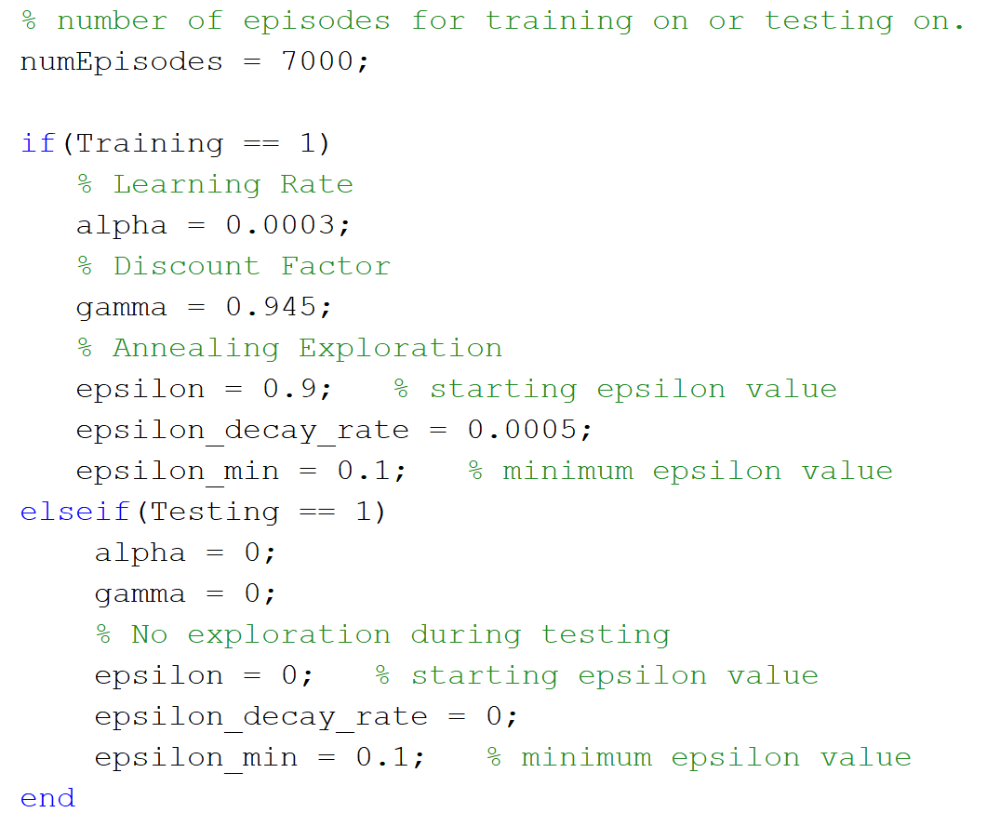 % number of episodes for training on or testing on.
numEpisodes = 7000;
if(Training == 1)
% Learning Rate
alpha = 0.0003;
% Discount Factor
gamma = 0.945;
% Annealing Exploration
epsilon = 0.9; % starting epsilon value
epsilon_decay_rate = 0.0005;
epsilon_min = 0.1; % minimum epsilon value
elseif(Testing == 1)
alpha = 0;
gamma = 0;
% No exploration during testing
epsilon = 0; % starting epsilon value
epsilon_decay_rate = 0;
epsilon_min = 0.1; % minimum epsilon value
end